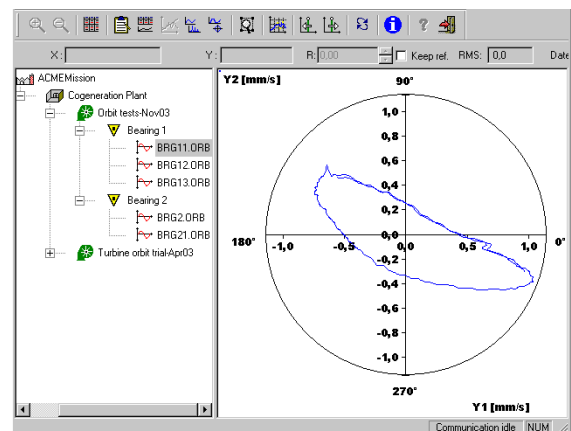 X: Y: R: 0,00 Keep ref. RMS: 0,0 Date
ACMEMission
Cogeneration Plant
Orbit tests-Nov03
Bearing 1
BRG11.ORB
BRG12.ORB
BRG13.ORB
Bearing 2
BRG2.ORB
BRG21.ORB
Turbine orbit trial-Apr03
Y2 [mm/s]
90°
1,0
0,8
0,6
0,4
0,2
180° -1,0 -0,5 0,0 0,5 1,0 0°
-0,2
-0,4
-0,6
-0,8
-1,0
270°
Y1 [mm/s]
Communication idle NUM